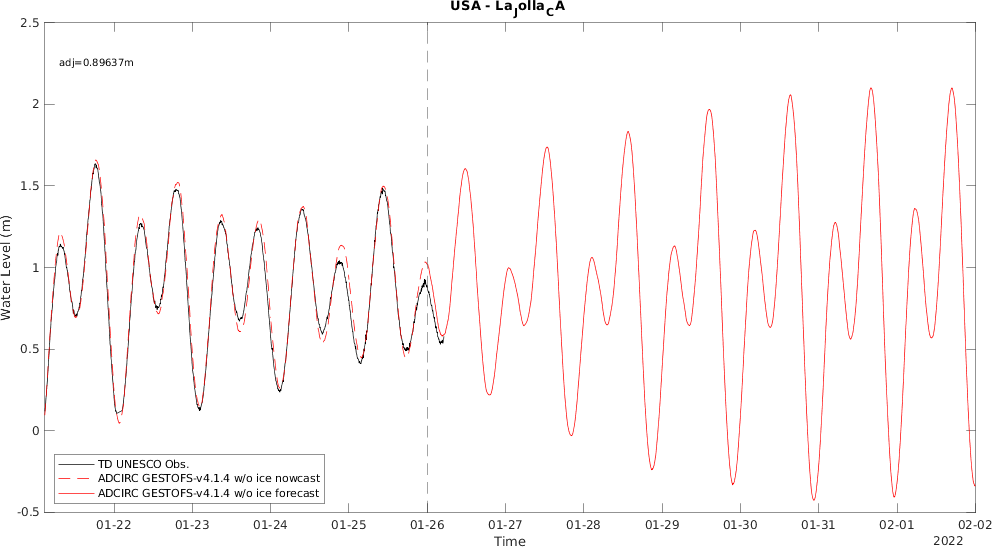 USA - LaJollaCA
adj=0.89637m
2.5
2
1.5
1
0.5
0
-0.5
Water Level (m)
TD UNESCO Obs.
ADCIRC GESTOFS-v4.1.4 w/o ice nowcast
ADCIRC GESTOFS-v4.1.4 w/o ice forecast
01-22 01-23 01-24 01-25 01-26 01-27 01-28 01-29 01-30 01-31 02-01 02-02
Time
2022